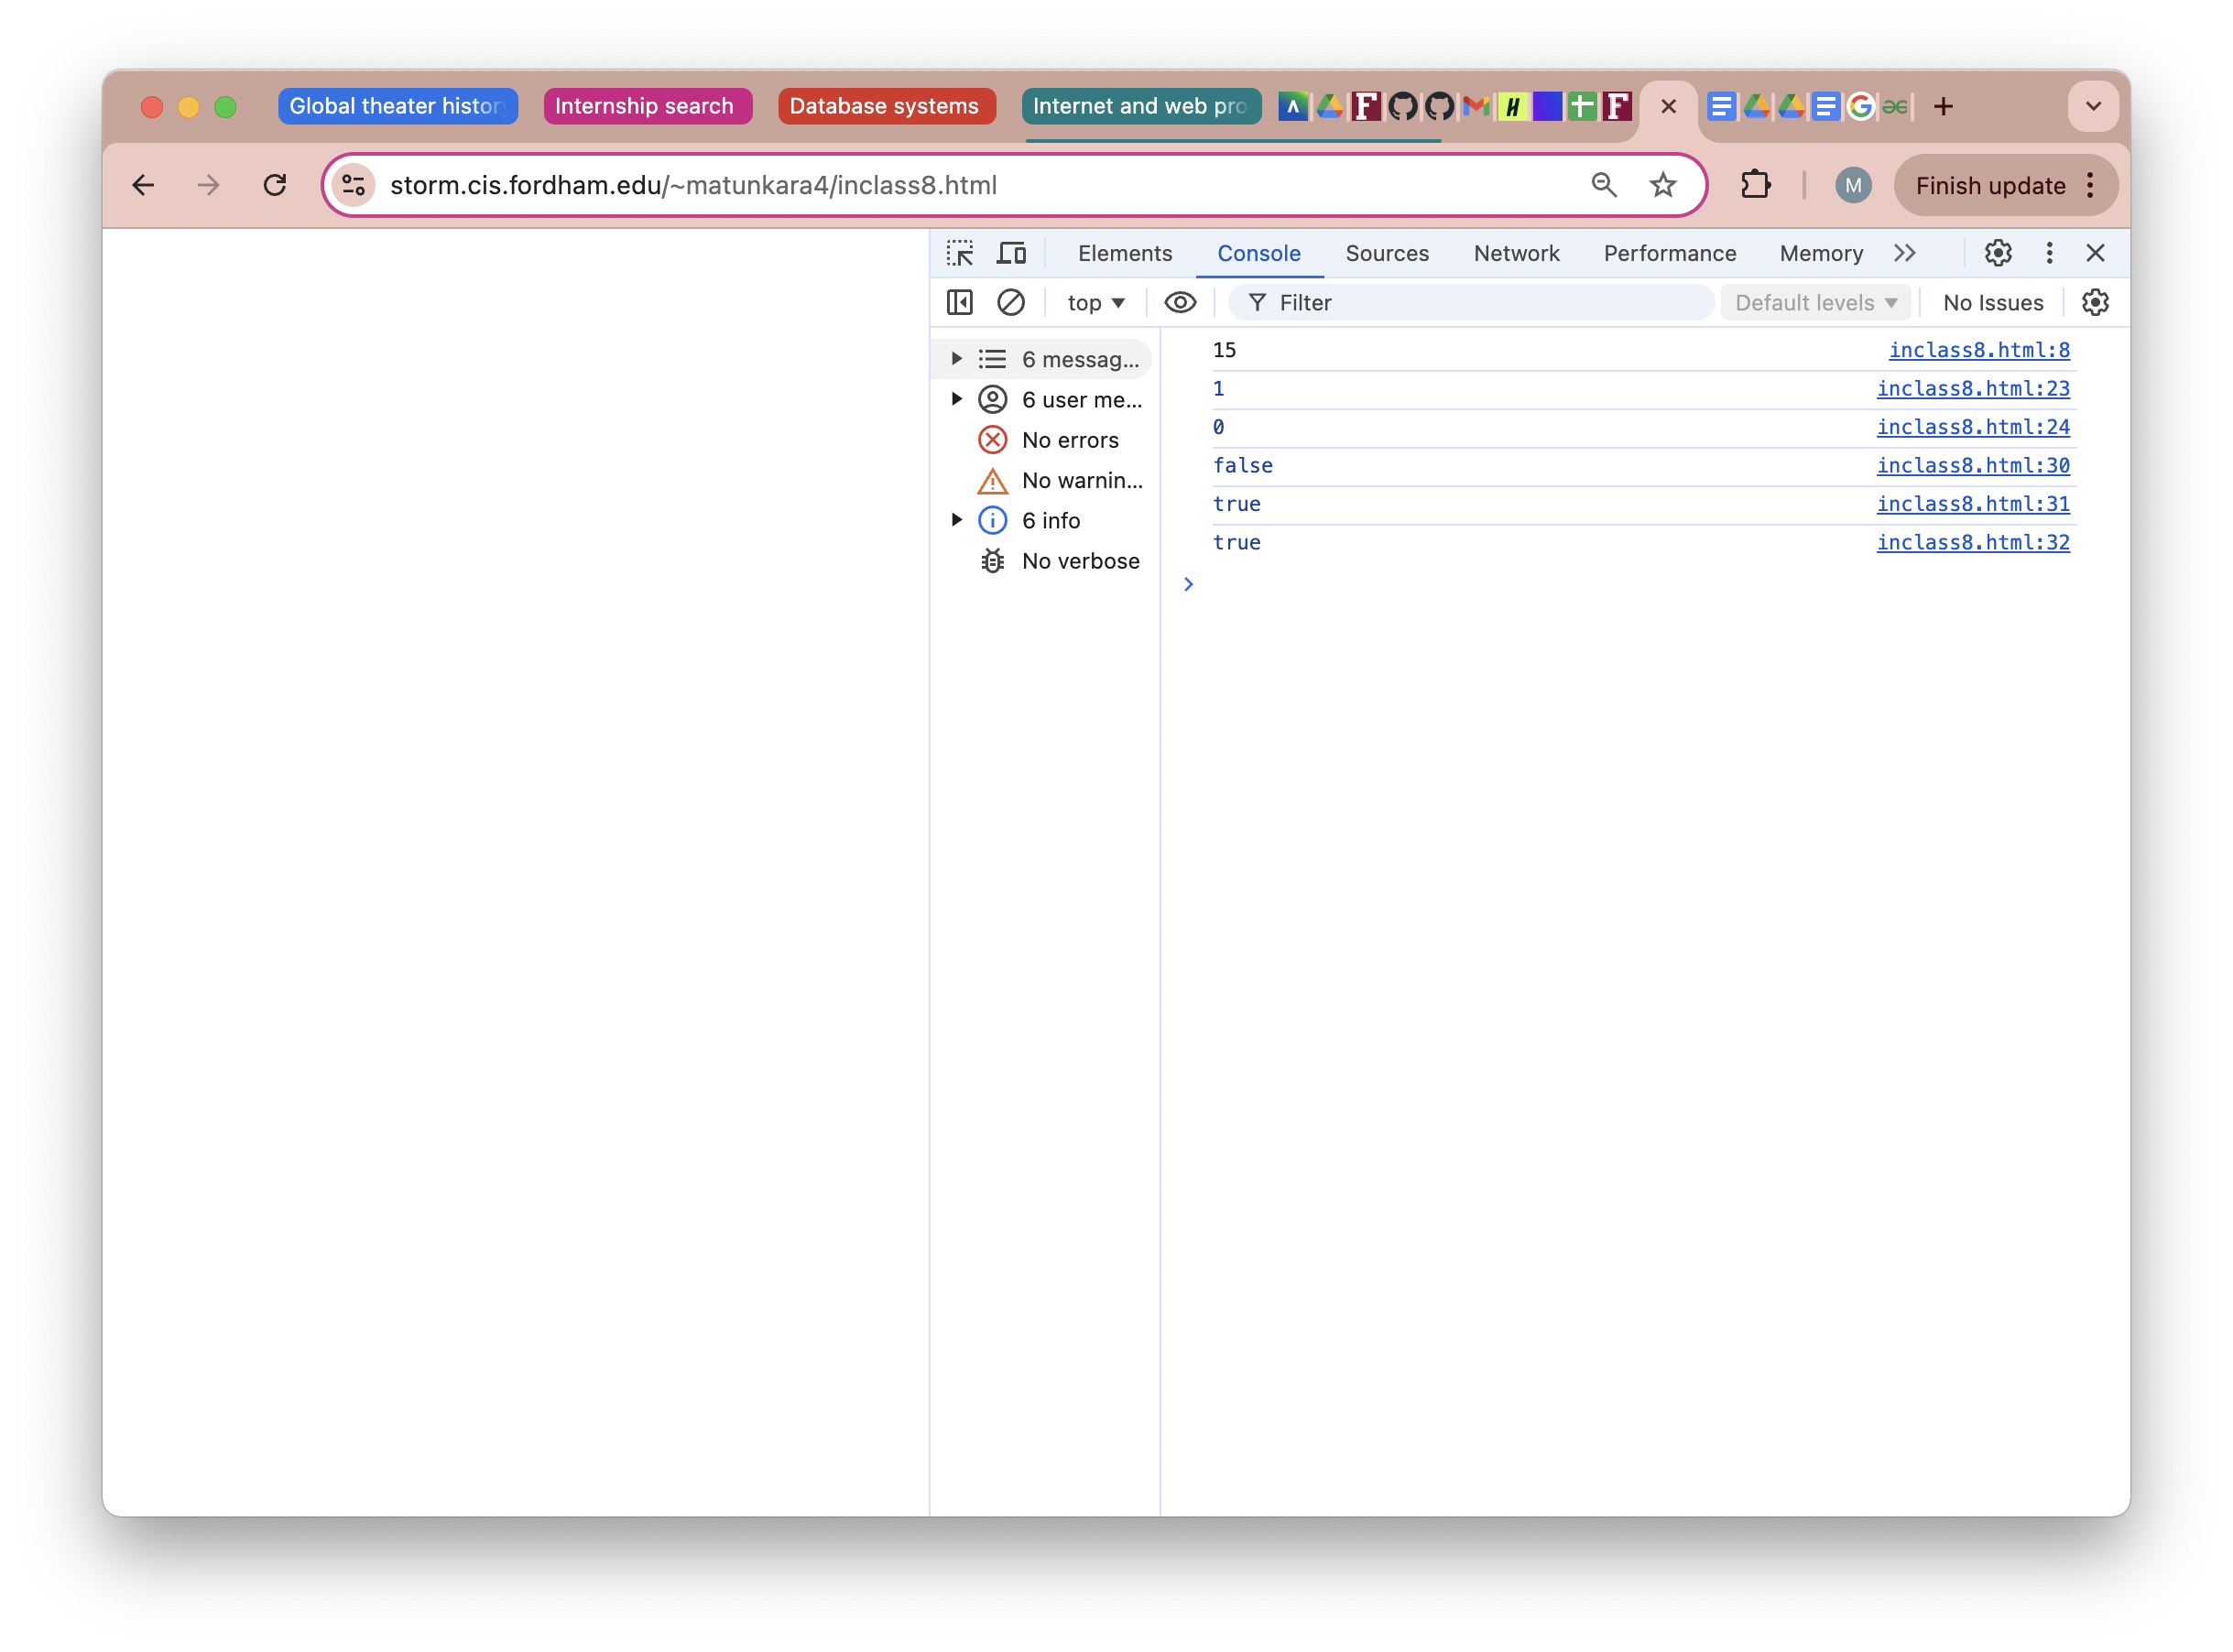 Global theater histor
Internship search
Database systems
Internet and web pro
storm.cis.fordham.edu/~matunkara4/inclass8.html
M
Finish update
Elements
Console
Sources
Network
Performance
Memory
top
Filter
Default levels
No Issues
6 messag...
6 user me...
No errors
No warnin...
6 info
No verbose
15 inclass8.html:8
1 inclass8.html:23
0 inclass8.html:24
false inclass8.html:30
true inclass8.html:31
true inclass8.html:32